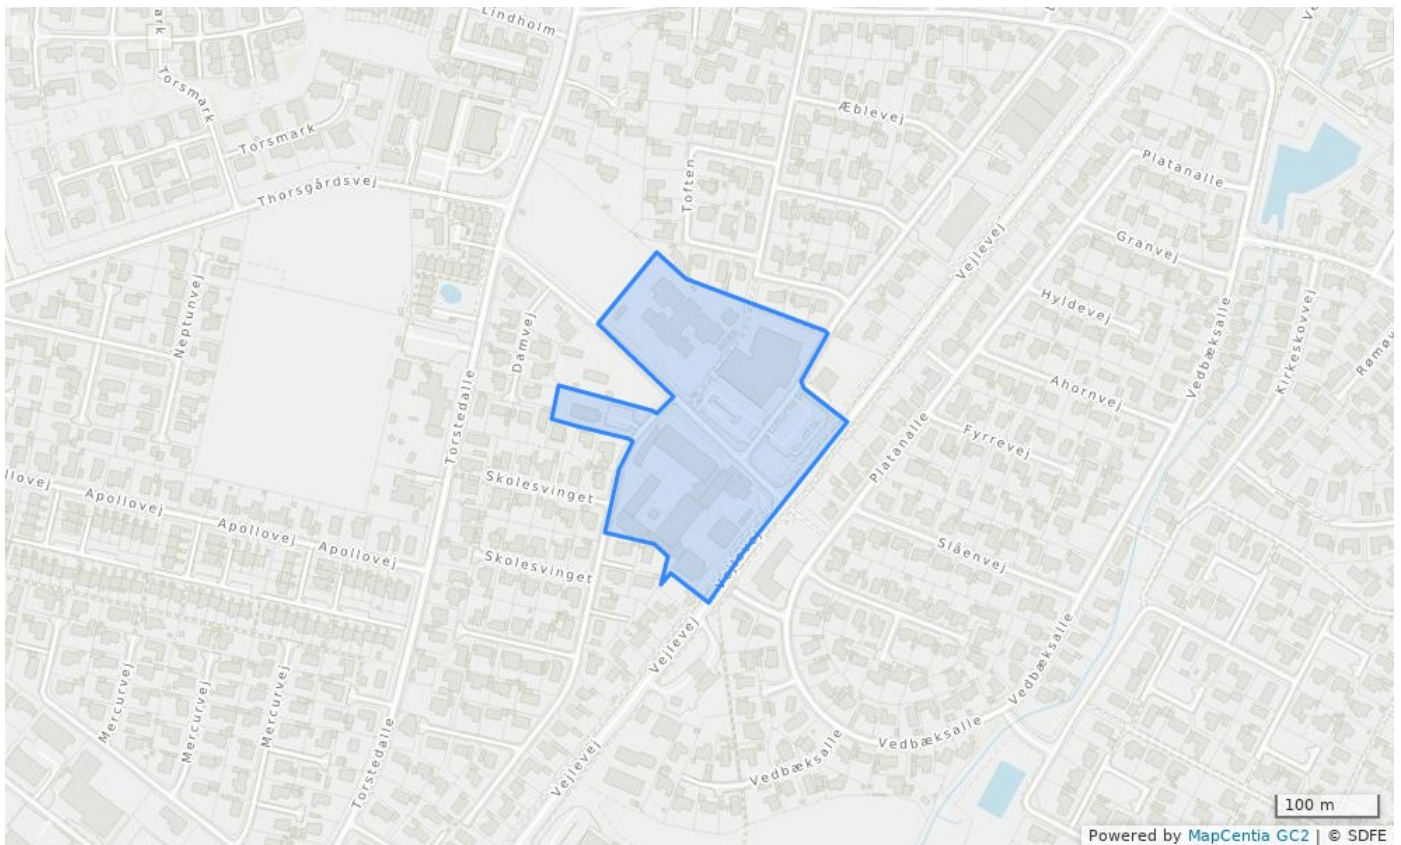 Lindholm
Torsmark
Torsmark
Æblevej
Platanalle
Toften
Thorsgårdsvej
Granvej
Vejlevej
Hyldevej
Neptunvej
Damvej
Vedbæksalle
Kirkeskovvej
Ahornvej
Torstedalle
Fyrrevej
Platanalle
Skolesvinget
Apollovej
Apollovej
Apollovej
Slåenvej
Vejlevej
Skolesvinget
Vejlevej
Vedbæksalle
Mercurvej
Mercurvej
Mercurvej
Vedbæksalle
Vedbæksalle
Torstedalle
Vejlevej
100 m
Powered by MapCentia GC2 | © SDFE